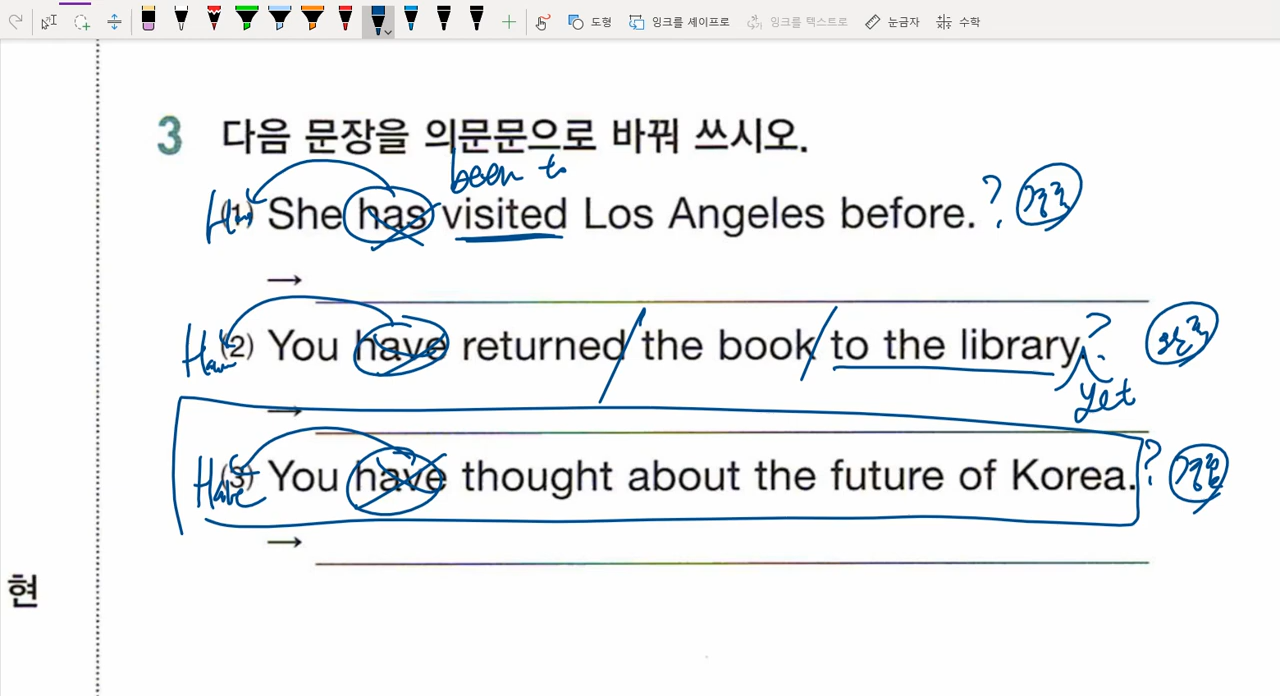 도형 잉크를 셰이프로 잉크를 텍스트로 눈금자 수학
3 다음 문장을 의문문으로 바꿔 쓰시오.
been to
(1) She has visited Los Angeles before. ? 경험
→
Have (2) You have returned the book to the library. ? 완료
yet
→
Have (3) You have thought about the future of Korea. ? 경험
→
현